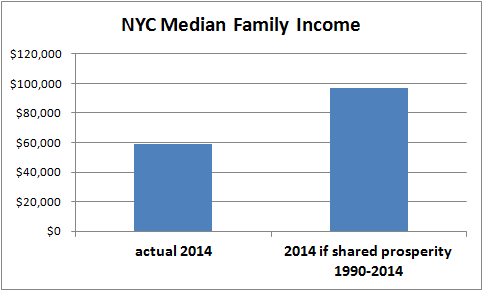 NYC Median Family Income
$120,000
$100,000
$80,000
$60,000
$40,000
$20,000
$0
actual 2014
2014 if shared prosperity
1990-2014